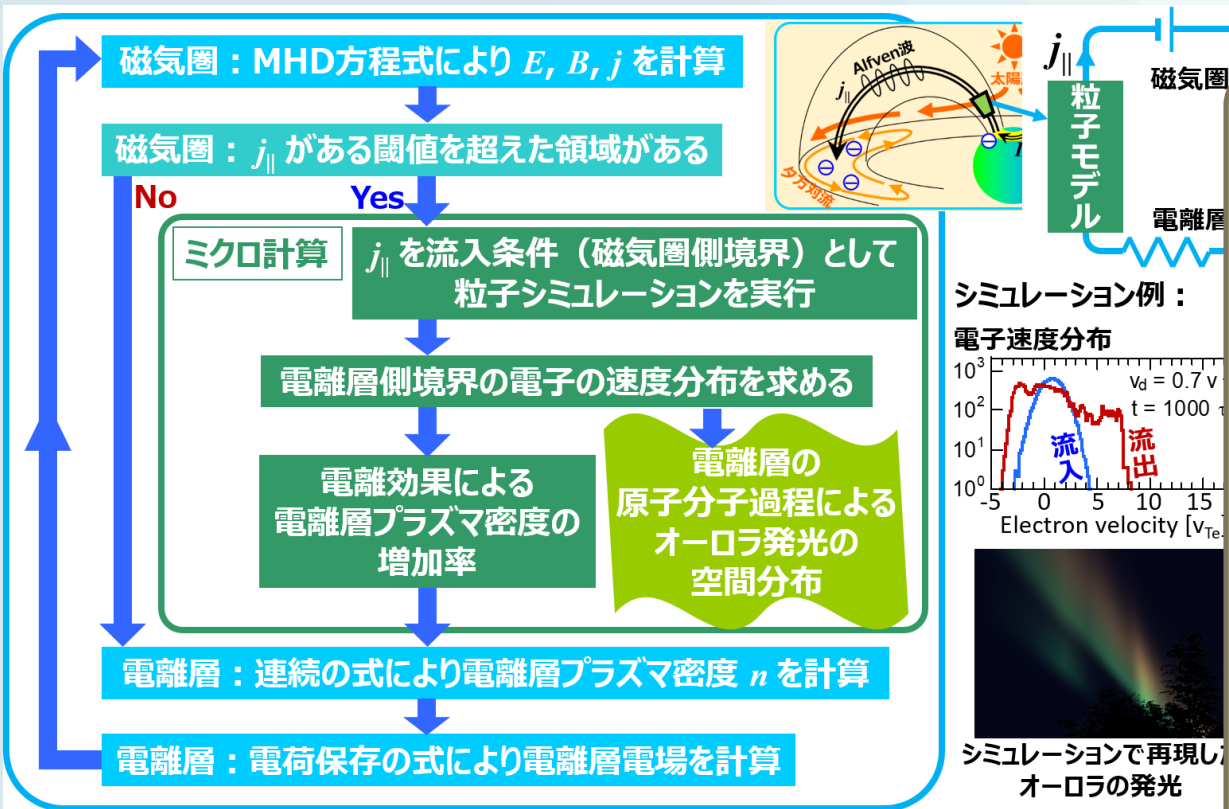 磁気圏：MHD方程式により E, B, j を計算
磁気圏：j|| がある閾値を超えた領域がある
No
Yes
ミクロ計算
j|| を流入条件（磁気圏側境界）として
粒子シミュレーションを実行
電離層側境界の電子の速度分布を求める
電離効果による
電離層プラズマ密度の
増加率
電離層の
原子分子過程による
オーロラ発光の
空間分布
電離層：連続の式により電離層プラズマ密度 n を計算
電離層：電荷保存の式により電離層電場を計算
Alfven波
j||
太陽
夕方対流
j||
磁気圏
粒子モデル
電離層
シミュレーション例：
電子速度分布
10³
10²
10¹
10⁰
vd = 0.7 v
t = 1000 τ
流入
流出
-5 0 5 10 15
Electron velocity [vTe
シミュレーションで再現し
オーロラの発光